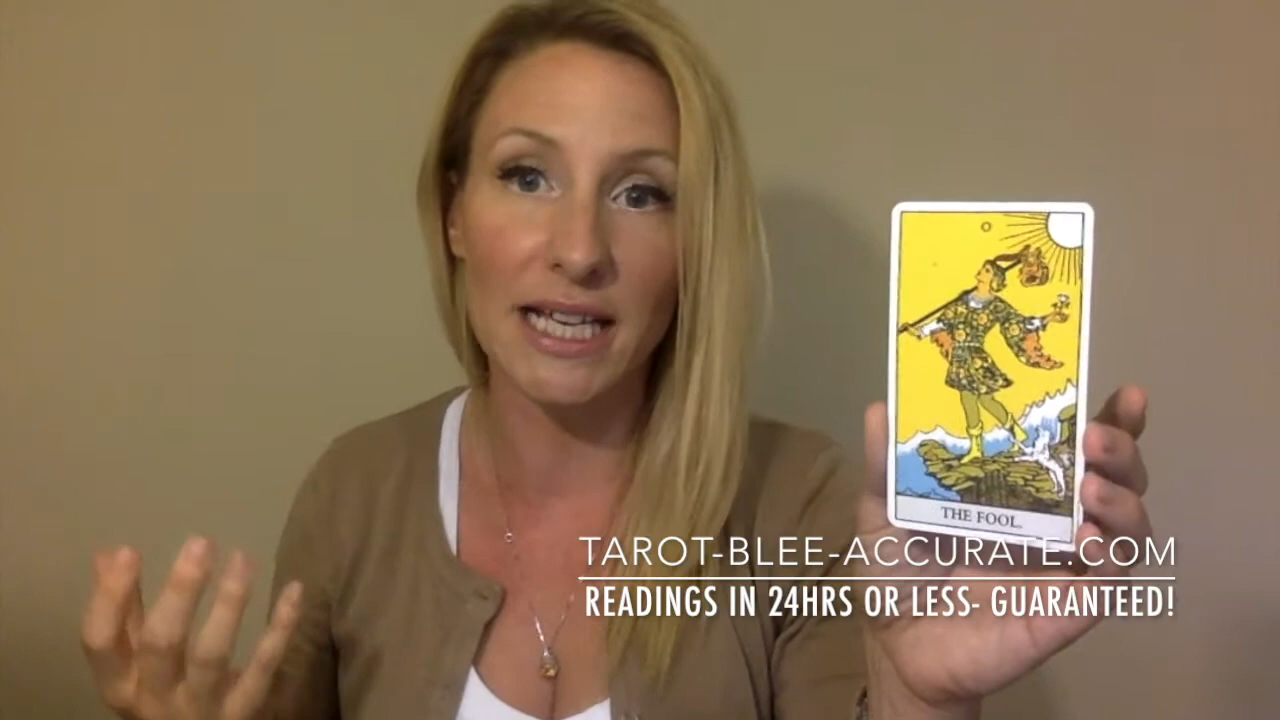 THE FOOL.
TAROT-BLEE-ACCURATE.COM
READINGS IN 24HRS OR LESS- GUARANTEED!